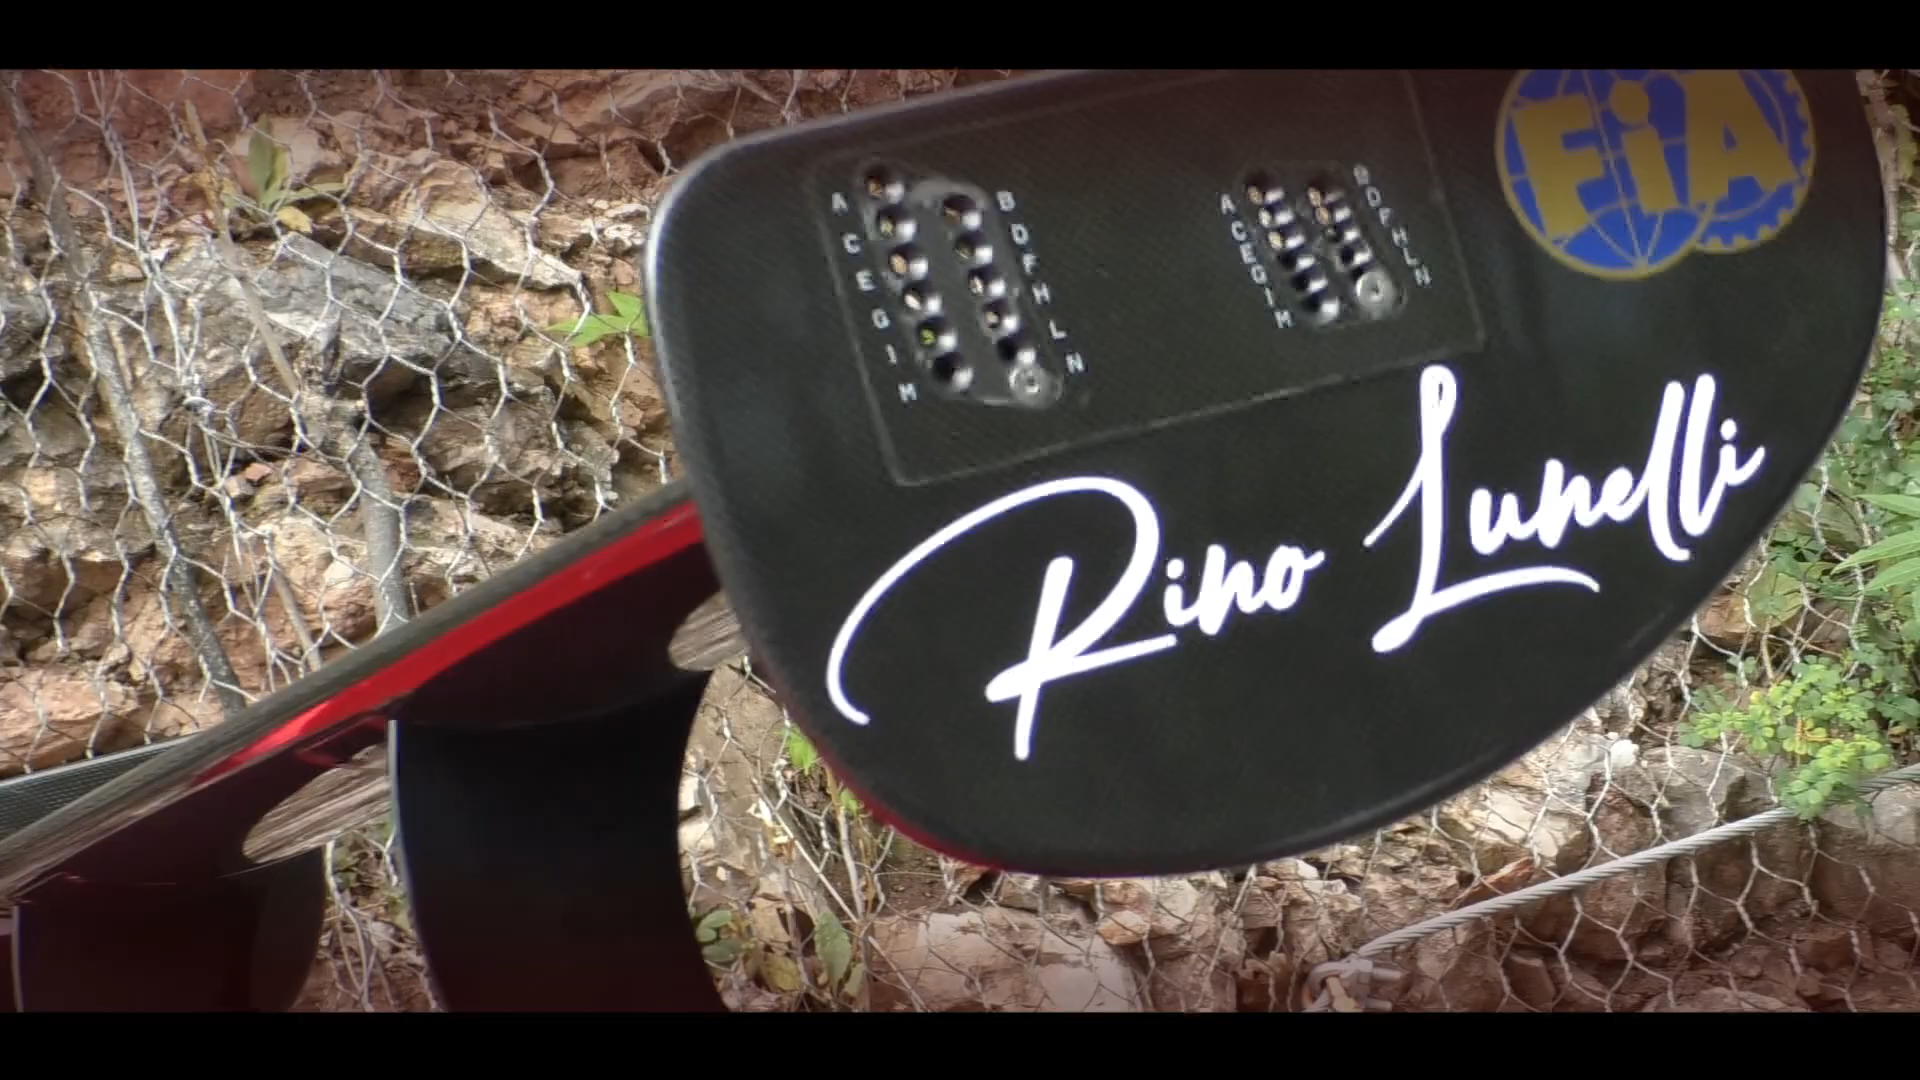 FiA
A B
C D
E F
G H
I L
M N
A B
C D
E F
G H
I L
M N
Rino Lunelli